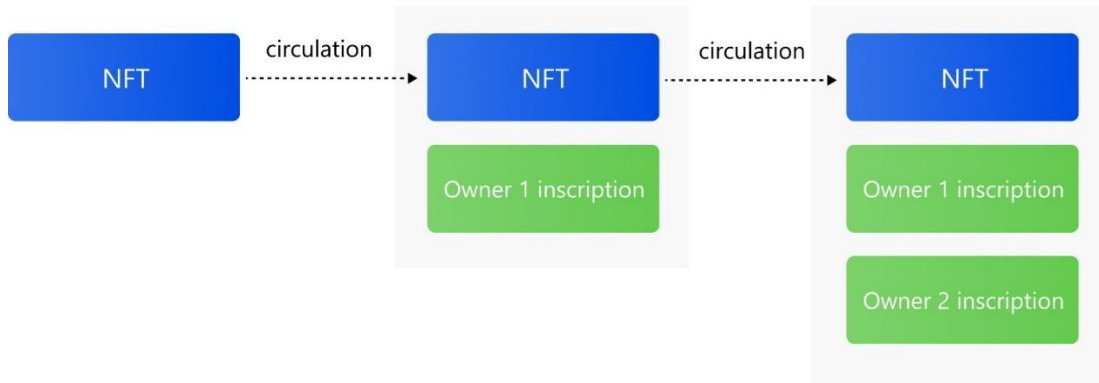 NFT
circulation
NFT
Owner 1 inscription
circulation
NFT
Owner 1 inscription
Owner 2 inscription